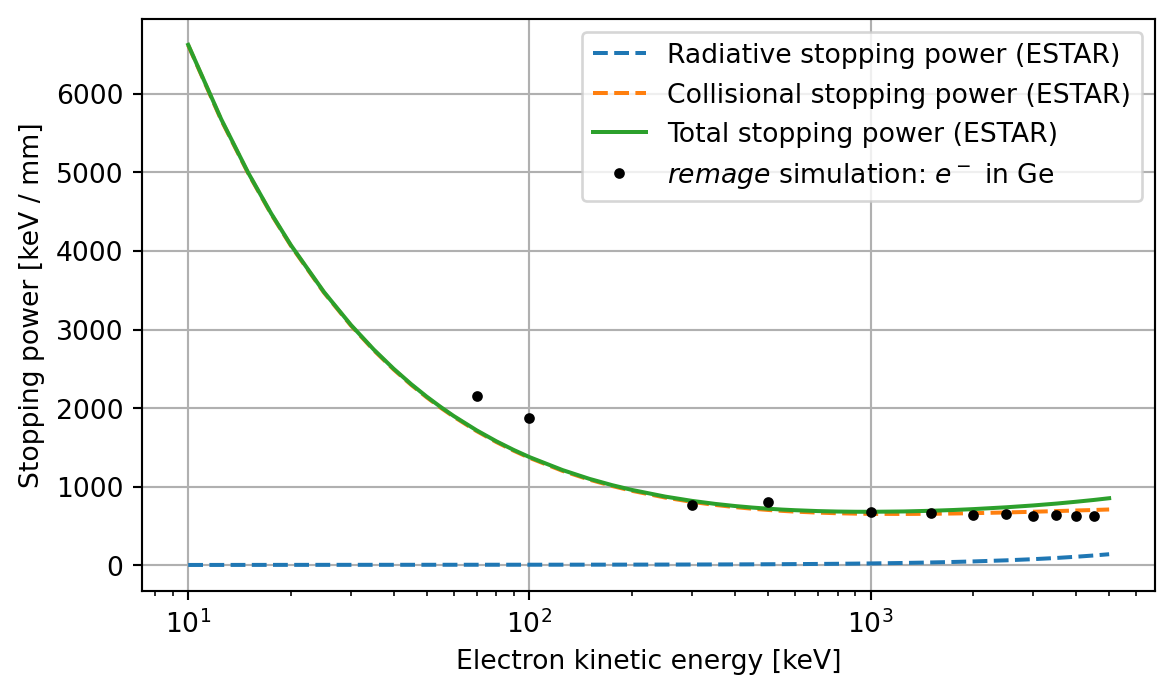 Radiative stopping power (ESTAR)
Collisional stopping power (ESTAR)
Total stopping power (ESTAR)
remage simulation: e⁻ in Ge
Stopping power [keV / mm]
6000
5000
4000
3000
2000
1000
0
10¹ 10² 10³
Electron kinetic energy [keV]